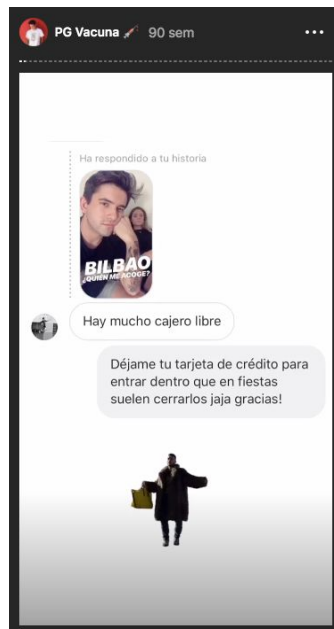 PG Vacuna 💉 90 sem
Ha respondido a tu historia
BILBAO
¿QUIÉN ME ACOGE?
Hay mucho cajero libre
Déjame tu tarjeta de crédito para
entrar dentro que en fiestas
suelen cerrarlos jaja gracias!